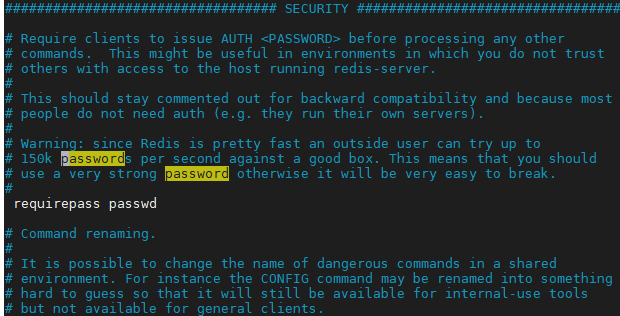 ################################## SECURITY ##################################
# Require clients to issue AUTH <PASSWORD> before processing any other
# commands.  This might be useful in environments in which you do not trust
# others with access to the host running redis-server.
#
# This should stay commented out for backward compatibility and because most
# people do not need auth (e.g. they run their own servers).
#
# Warning: since Redis is pretty fast an outside user can try up to
# 150k passwords per second against a good box. This means that you should
# use a very strong password otherwise it will be very easy to break.
#
 requirepass passwd
# Command renaming.
#
# It is possible to change the name of dangerous commands in a shared
# environment. For instance the CONFIG command may be renamed into something
# hard to guess so that it will still be available for internal-use tools
# but not available for general clients.